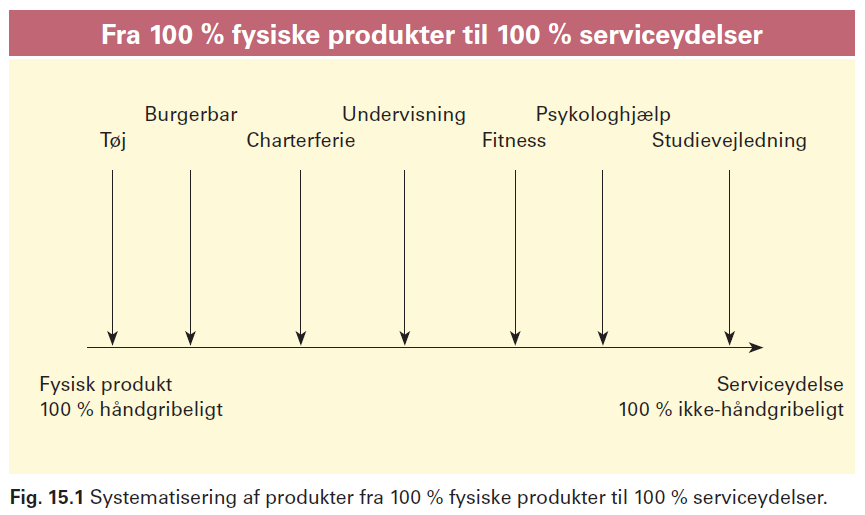 Fra 100 % fysiske produkter til 100 % serviceydelser
Burgerbar Undervisning Psykologhjælp
Tøj Charterferie Fitness Studievejledning
Fysisk produkt Serviceydelse
100 % håndgribeligt 100 % ikke-håndgribeligt
Fig. 15.1 Systematisering af produkter fra 100 % fysiske produkter til 100 % serviceydelser.